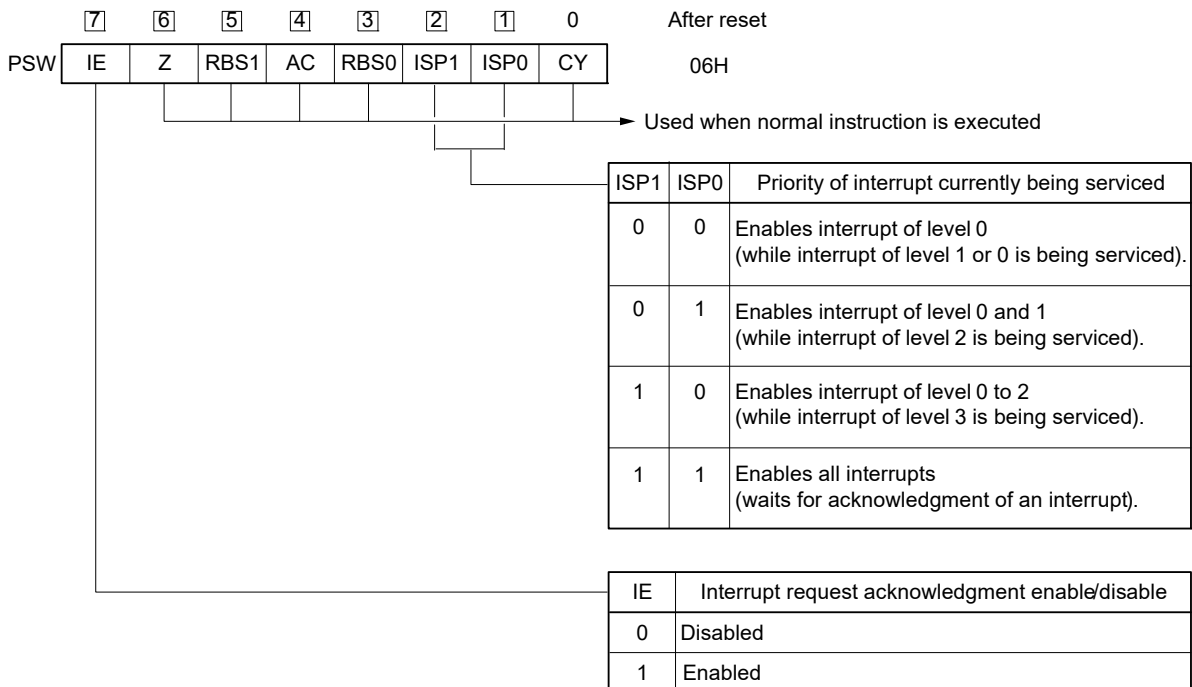 7 6 5 4 3 2 1 0 After reset
PSW IE Z RBS1 AC RBS0 ISP1 ISP0 CY 06H
Used when normal instruction is executed
ISP1 ISP0 Priority of interrupt currently being serviced
0 0 Enables interrupt of level 0
(while interrupt of level 1 or 0 is being serviced).
0 1 Enables interrupt of level 0 and 1
(while interrupt of level 2 is being serviced).
1 0 Enables interrupt of level 0 to 2
(while interrupt of level 3 is being serviced).
1 1 Enables all interrupts
(waits for acknowledgment of an interrupt).
IE Interrupt request acknowledgment enable/disable
0 Disabled
1 Enabled